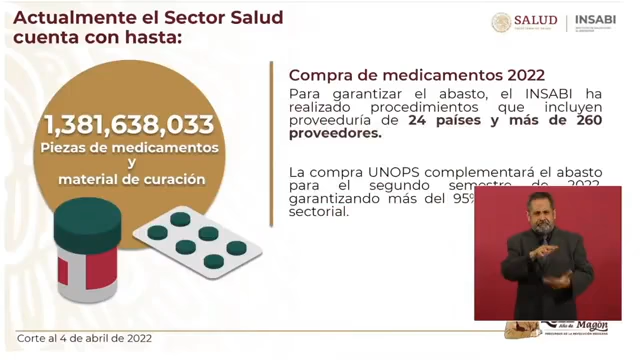 Actualmente el Sector Salud
cuenta con hasta:
SALUD
INSABI
1,381,638,033
Piezas de medicamentos
y
material de curación
Compra de medicamentos 2022
Para garantizar el abasto, el INSABI ha
realizado procedimientos que incluyen
proveeduría de 24 países y más de 260
proveedores.
La compra UNOPS complementará el abasto
para el segundo semestre de 2022,
garantizando más del 95%
sectorial.
Año de
Magón
Corte al 4 de abril de 2022